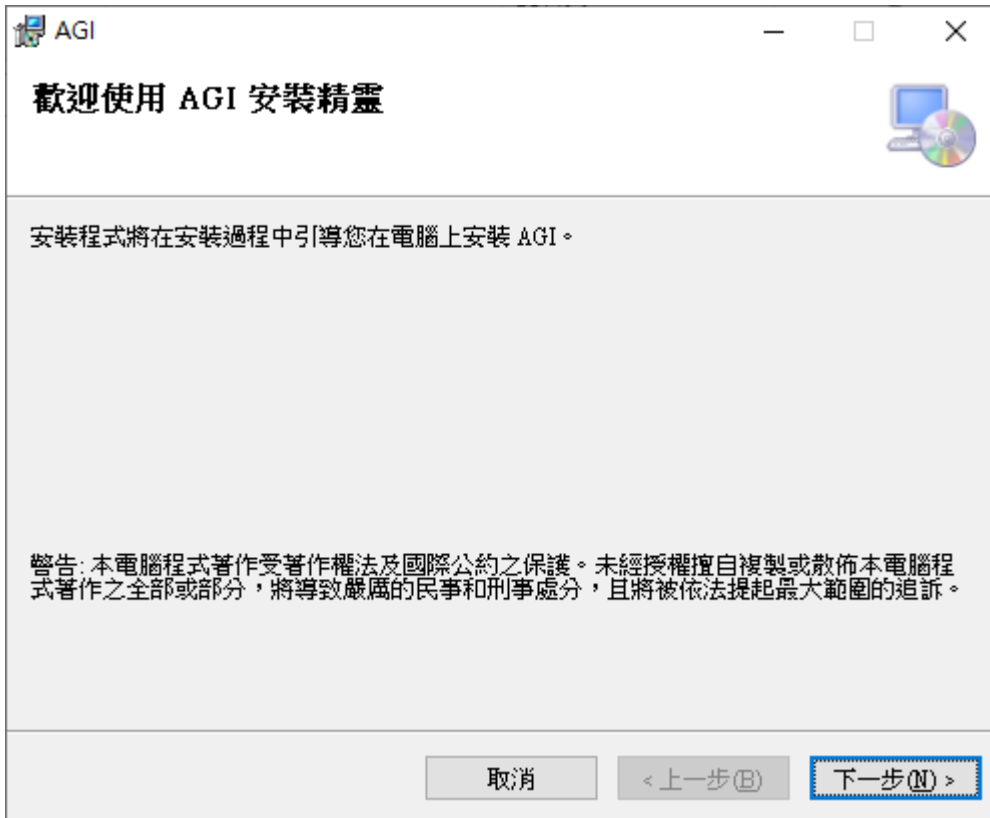 AGI
歡迎使用 AGI 安裝精靈
安裝程式將在安裝過程中引導您在電腦上安裝 AGI。
警告: 本電腦程式著作受著作權法及國際公約之保護。未經授權擅自複製或散佈本電腦程
式著作之全部或部分，將導致嚴厲的民事和刑事處分，且將被依法提起最大範圍的追訴。
取消
<上一步(B)
下一步(N) >